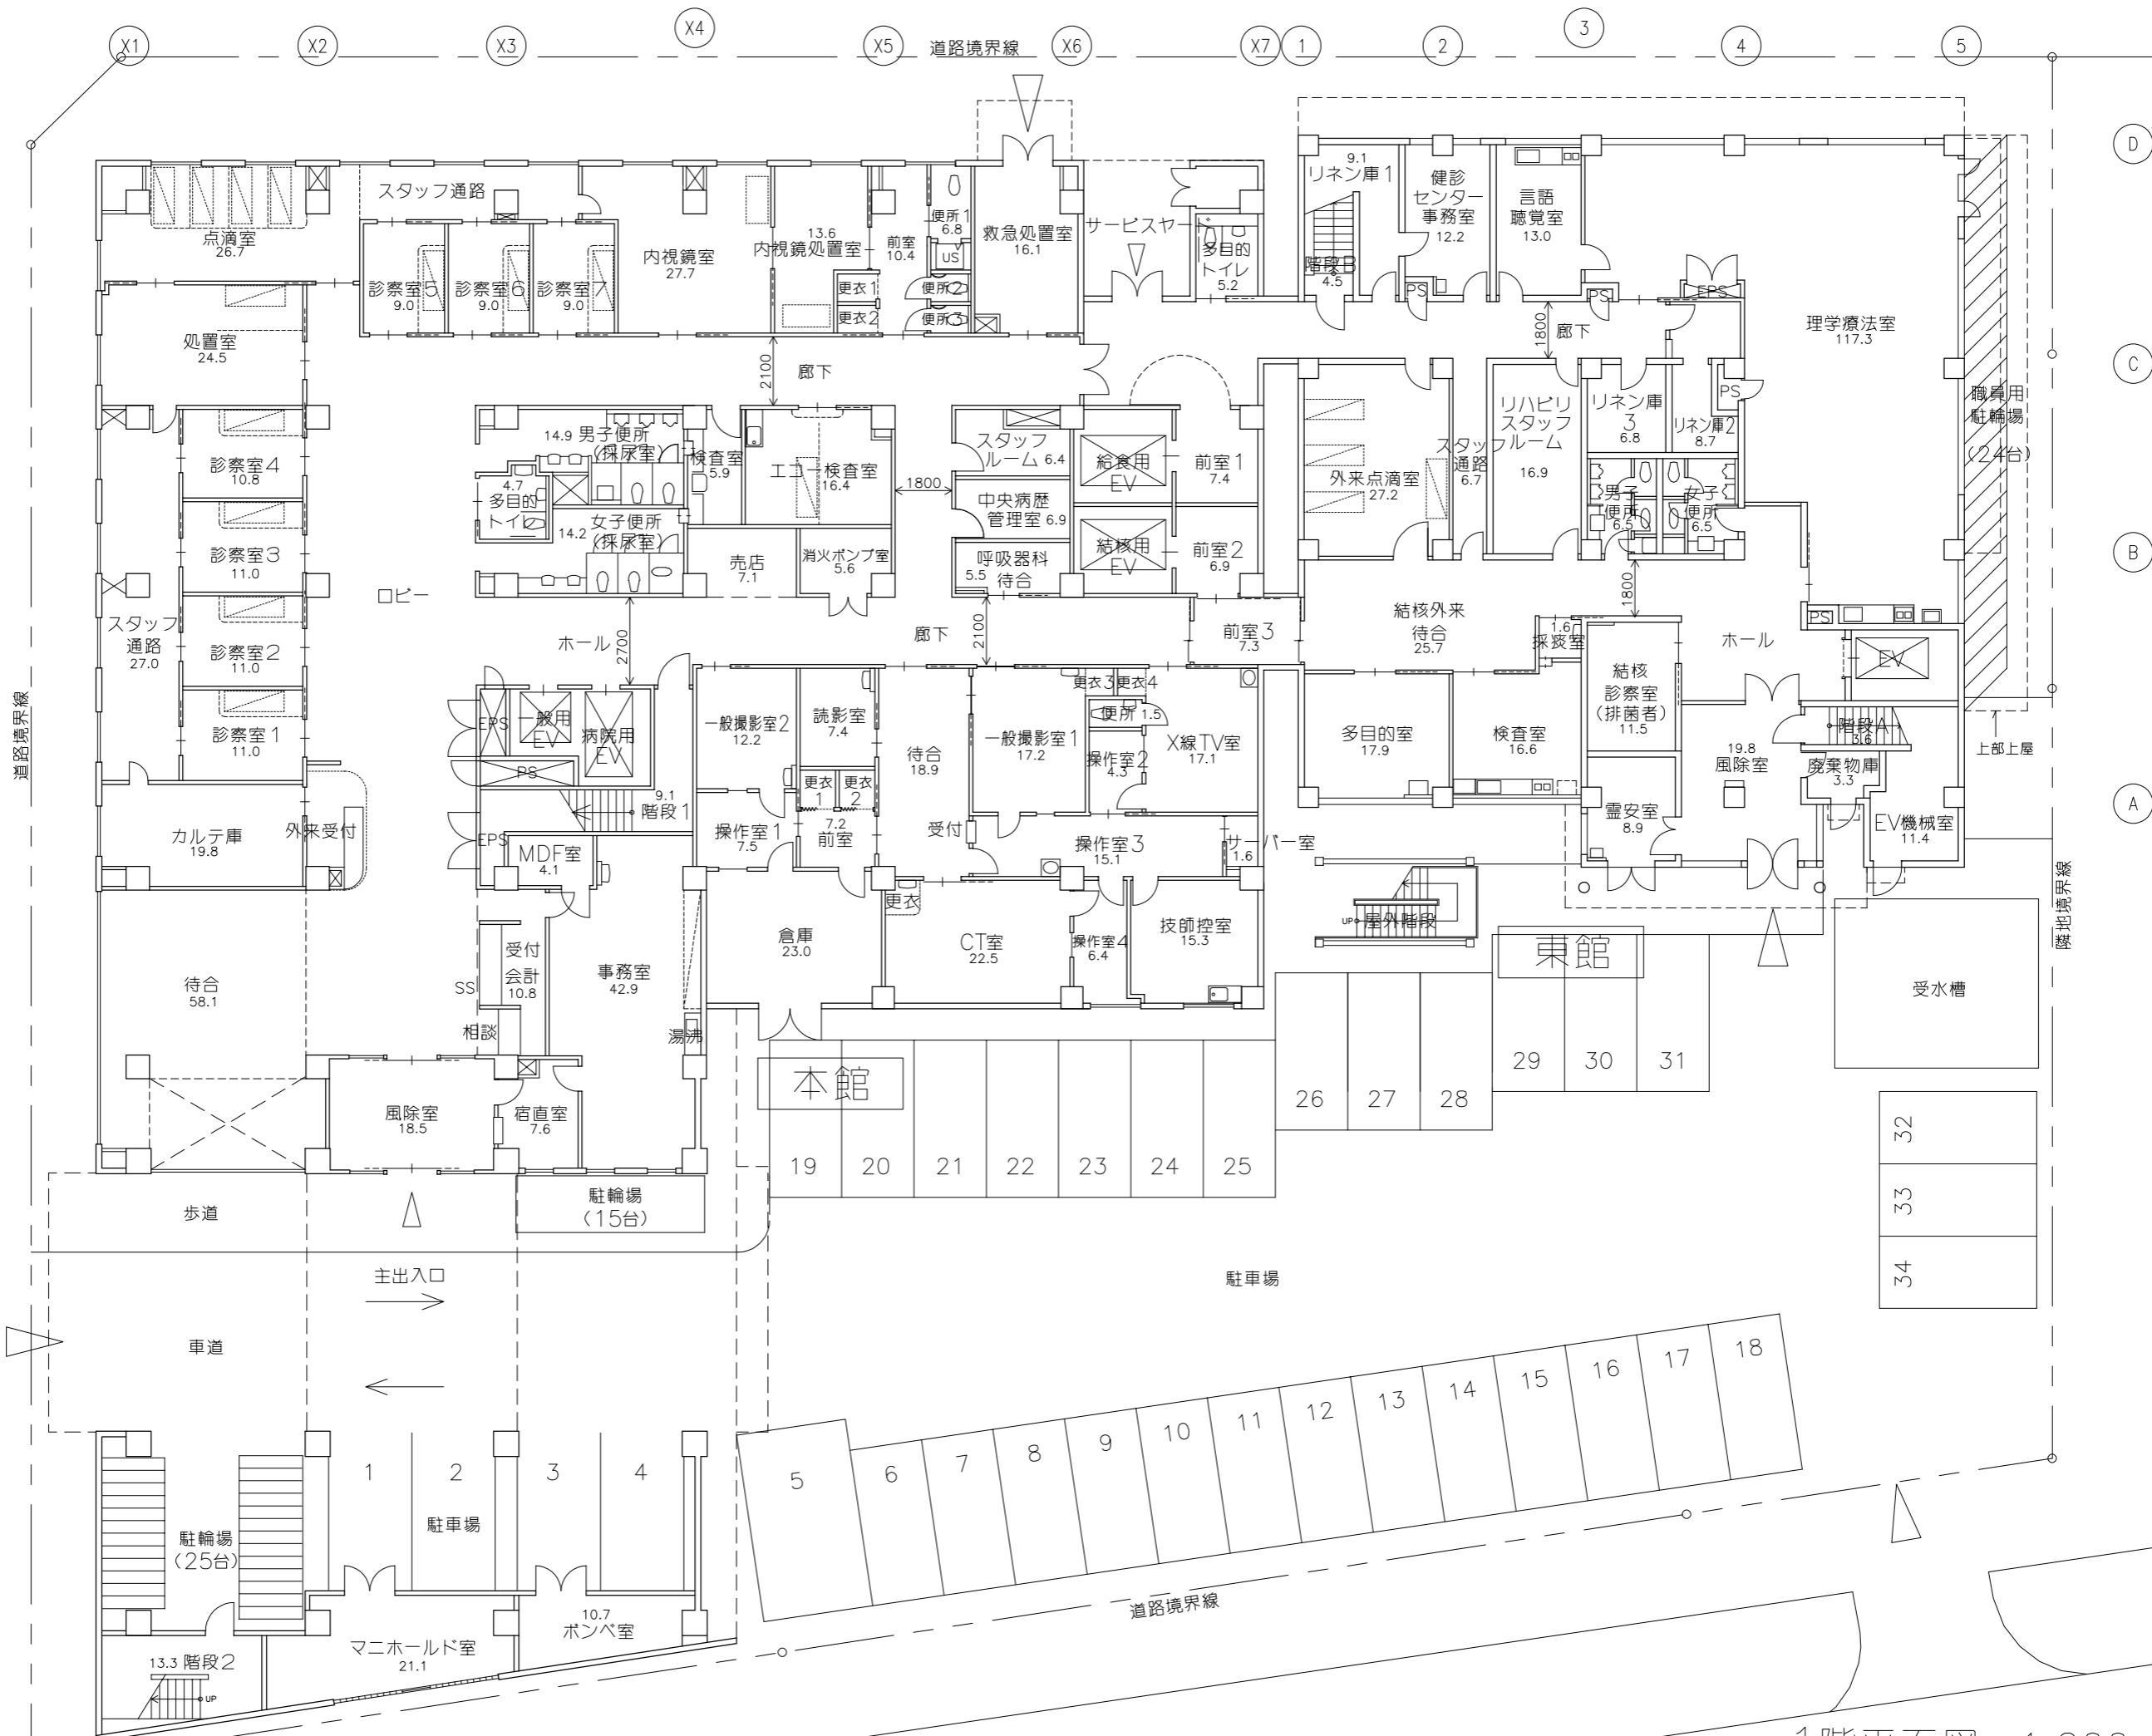 X1
X2
X3
X4
X5
X6
X7
1
2
3
4
5
道路境界線
D
C
B
A
点滴室
26.7
スタッフ通路
診察室5
9.0
診察室6
9.0
診察室7
9.0
内視鏡室
27.7
13.6
内視鏡処置室
前室
10.4
便所1
6.8
US
更衣1
更衣2
便所2
便所3
救急処置室
16.1
サービスヤード
多目的
トイレ
5.2
9.1
リネン庫1
階段B
4.5
健診
センター
事務室
12.2
言語
聴覚室
13.0
PS
PS
EPS
理学療法室
117.3
1800
廊下
処置室
24.5
2100
廊下
診察室4
10.8
診察室3
11.0
診察室2
11.0
診察室1
11.0
スタッフ
通路
27.0
ロビー
14.9 男子便所
(採尿室)
4.7
多目的
トイレ
14.2
女子便所
(採尿室)
検査室
5.9
エコー検査室
16.4
売店
7.1
消火ポンプ室
5.6
1800
スタッフ
ルーム 6.4
中央病歴
管理室 6.9
呼吸器科
5.5
待合
給食用
EV
結核用
EV
前室1
7.4
前室2
6.9
前室3
7.3
外来点滴室
27.2
スタッフ
通路
6.7
リハビリ
スタッフ
ルーム
16.9
リネン庫
3
6.8
リネン庫2
8.7
PS
男子
便所
6.5
女子
便所
6.5
職員用
駐輪場
(24台)
ホール
2700
廊下
2100
結核外来
待合
25.7
1.6
採痰室
1800
ホール
PS
EV
結核
診察室
(排菌者)
11.5
EPS
一般用
EV
病院用
EV
PS
9.1
階段1
EPS
MDF室
4.1
一般撮影室2
12.2
読影室
7.4
更衣
1
更衣
2
操作室1
7.5
7.2
前室
待合
18.9
受付
一般撮影室1
17.2
更衣3
更衣4
便所 1.5
操作室2
4.3
X線TV室
17.1
操作室3
15.1
サーバー室
1.6
多目的室
17.9
検査室
16.6
霊安室
8.9
19.8
風除室
階段A
3.6
廃棄物庫
3.3
EV機械室
11.4
上部上屋
道路境界線
隣地境界線
カルテ庫
19.8
外来受付
待合
58.1
SS
受付
会計
10.8
相談
事務室
42.9
湯沸
倉庫
23.0
更衣
CT室
22.5
操作室4
6.4
技師控室
15.3
UP
屋外階段
東館
受水槽
本館
風除室
18.5
宿直室
7.6
19
20
21
22
23
24
25
26
27
28
29
30
31
32
33
34
駐輪場
(15台)
歩道
主出入口
車道
駐車場
1
2
3
4
駐車場
5
6
7
8
9
10
11
12
13
14
15
16
17
18
駐輪場
(25台)
道路境界線
10.7
ボンベ室
マニホールド室
21.1
13.3 階段2
UP